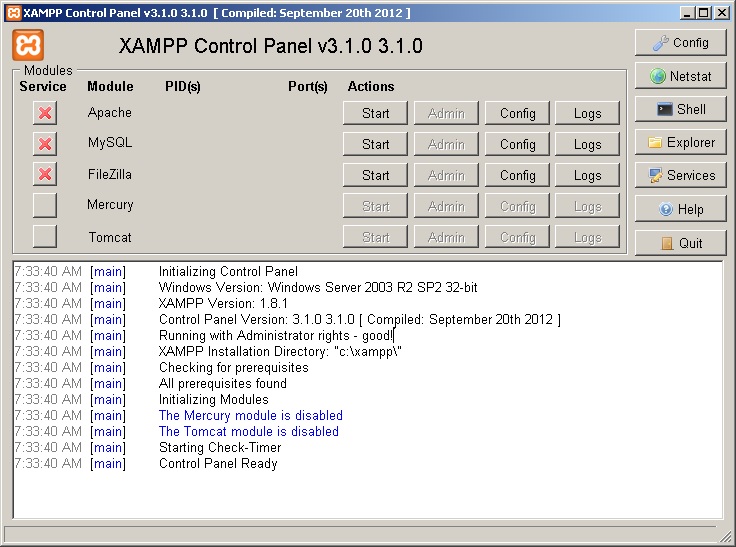 XAMPP Control Panel v3.1.0 3.1.0 [ Compiled: September 20th 2012 ]
XAMPP Control Panel v3.1.0 3.1.0
Config
Netstat
Shell
Explorer
Services
Help
Quit
Modules
Service Module PID(s) Port(s) Actions
Apache Start Admin Config Logs
MySQL Start Admin Config Logs
FileZilla Start Admin Config Logs
Mercury Start Admin Config Logs
Tomcat Start Admin Config Logs
7:33:40 AM [main] Initializing Control Panel
7:33:40 AM [main] Windows Version: Windows Server 2003 R2 SP2 32-bit
7:33:40 AM [main] XAMPP Version: 1.8.1
7:33:40 AM [main] Control Panel Version: 3.1.0 3.1.0 [ Compiled: September 20th 2012 ]
7:33:40 AM [main] Running with Administrator rights - good!
7:33:40 AM [main] XAMPP Installation Directory: "c:\xampp\"
7:33:40 AM [main] Checking for prerequisites
7:33:40 AM [main] All prerequisites found
7:33:40 AM [main] Initializing Modules
7:33:40 AM [main] The Mercury module is disabled
7:33:40 AM [main] The Tomcat module is disabled
7:33:40 AM [main] Starting Check-Timer
7:33:40 AM [main] Control Panel Ready